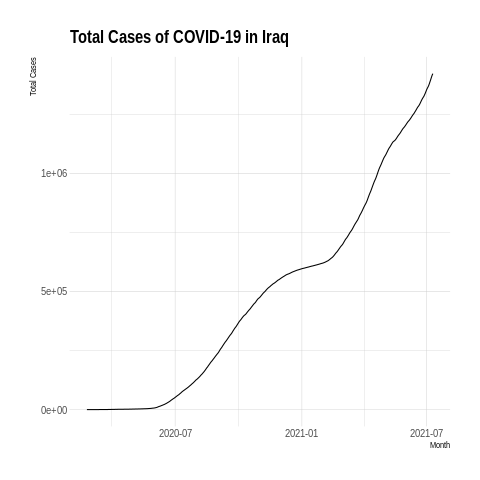 Total Cases of COVID-19 in Iraq
Total Cases
1e+06
5e+05
0e+00
2020-07 2021-01 2021-07
Month